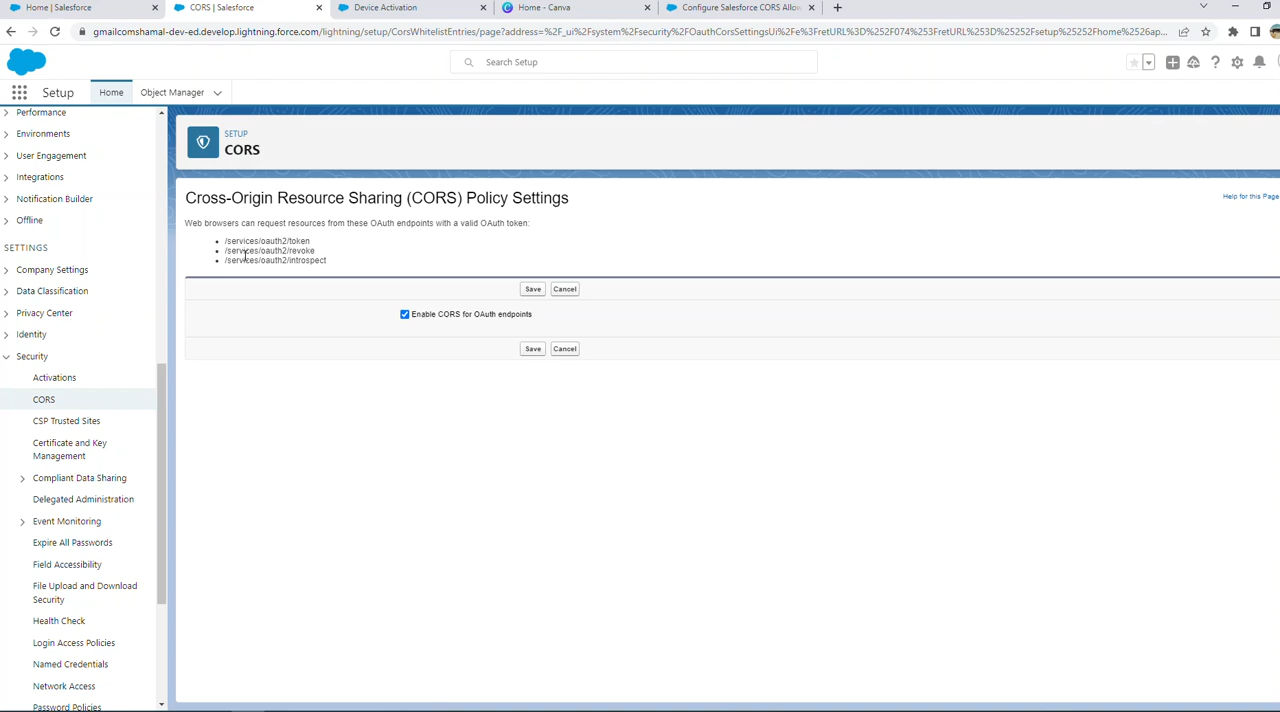 Home | Salesforce
CORS | Salesforce
Device Activation
Home - Canva
Configure Salesforce CORS Allow
gmailcomshamal-dev-ed.develop.lightning.force.com/lightning/setup/CorsWhitelistEntries/page?address=%2F_ui%2Fsystem%2Fsecurity%2FOauthCorsSettingsUi%2Fe%3FretURL%3D%252F074%253FretURL%253D%25252Fsetup%25252Fhome%2526ap...
Search Setup
Setup
Home
Object Manager
Performance
Environments
User Engagement
Integrations
Notification Builder
Offline
SETTINGS
Company Settings
Data Classification
Privacy Center
Identity
Security
Activations
CORS
CSP Trusted Sites
Certificate and Key
Management
Compliant Data Sharing
Delegated Administration
Event Monitoring
Expire All Passwords
Field Accessibility
File Upload and Download
Security
Health Check
Login Access Policies
Named Credentials
Network Access
Password Policies
SETUP
CORS
Cross-Origin Resource Sharing (CORS) Policy Settings
Help for this Page
Web browsers can request resources from these OAuth endpoints with a valid OAuth token:
• /services/oauth2/token
• /services/oauth2/revoke
• /services/oauth2/introspect
Save Cancel
Enable CORS for OAuth endpoints
Save Cancel